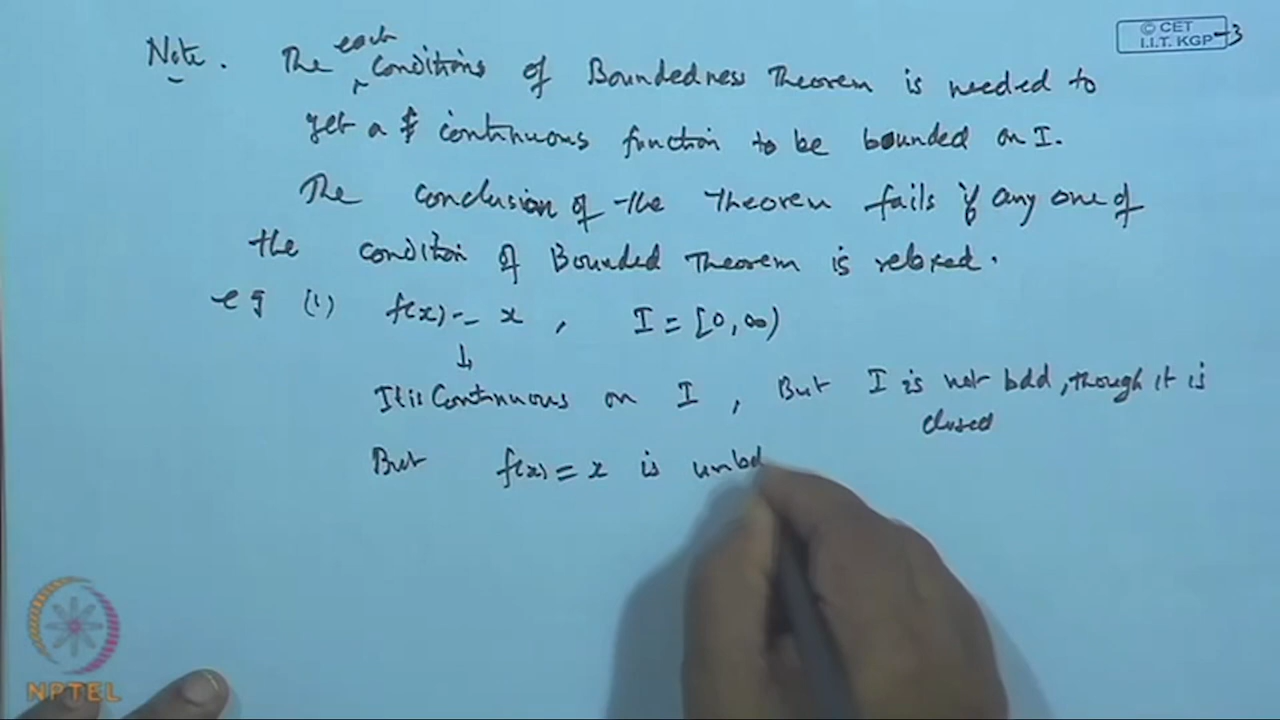 © CET
I.I.T. KGP -3
Note. The each Conditions of Boundedness Theorem is needed to
get a continuous function to be bounded on I.
The conclusion of the Theorem fails if any one of
the condition of Bounded Theorem is relaxed.
eg (1) f(x) = x , I = [0, ∞)
↓
It is Continuous on I , But I is not bdd, though it is
closed
But f(x) = x is unbd
NPTEL